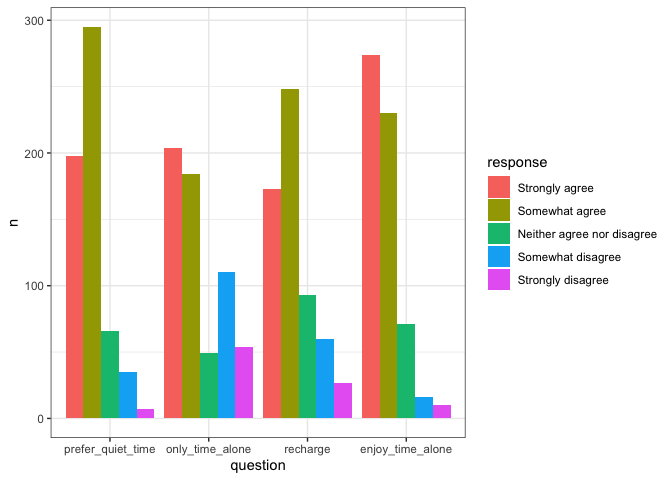 300
200
100
0
n
prefer_quiet_time only_time_alone recharge enjoy_time_alone
question
response
Strongly agree
Somewhat agree
Neither agree nor disagree
Somewhat disagree
Strongly disagree